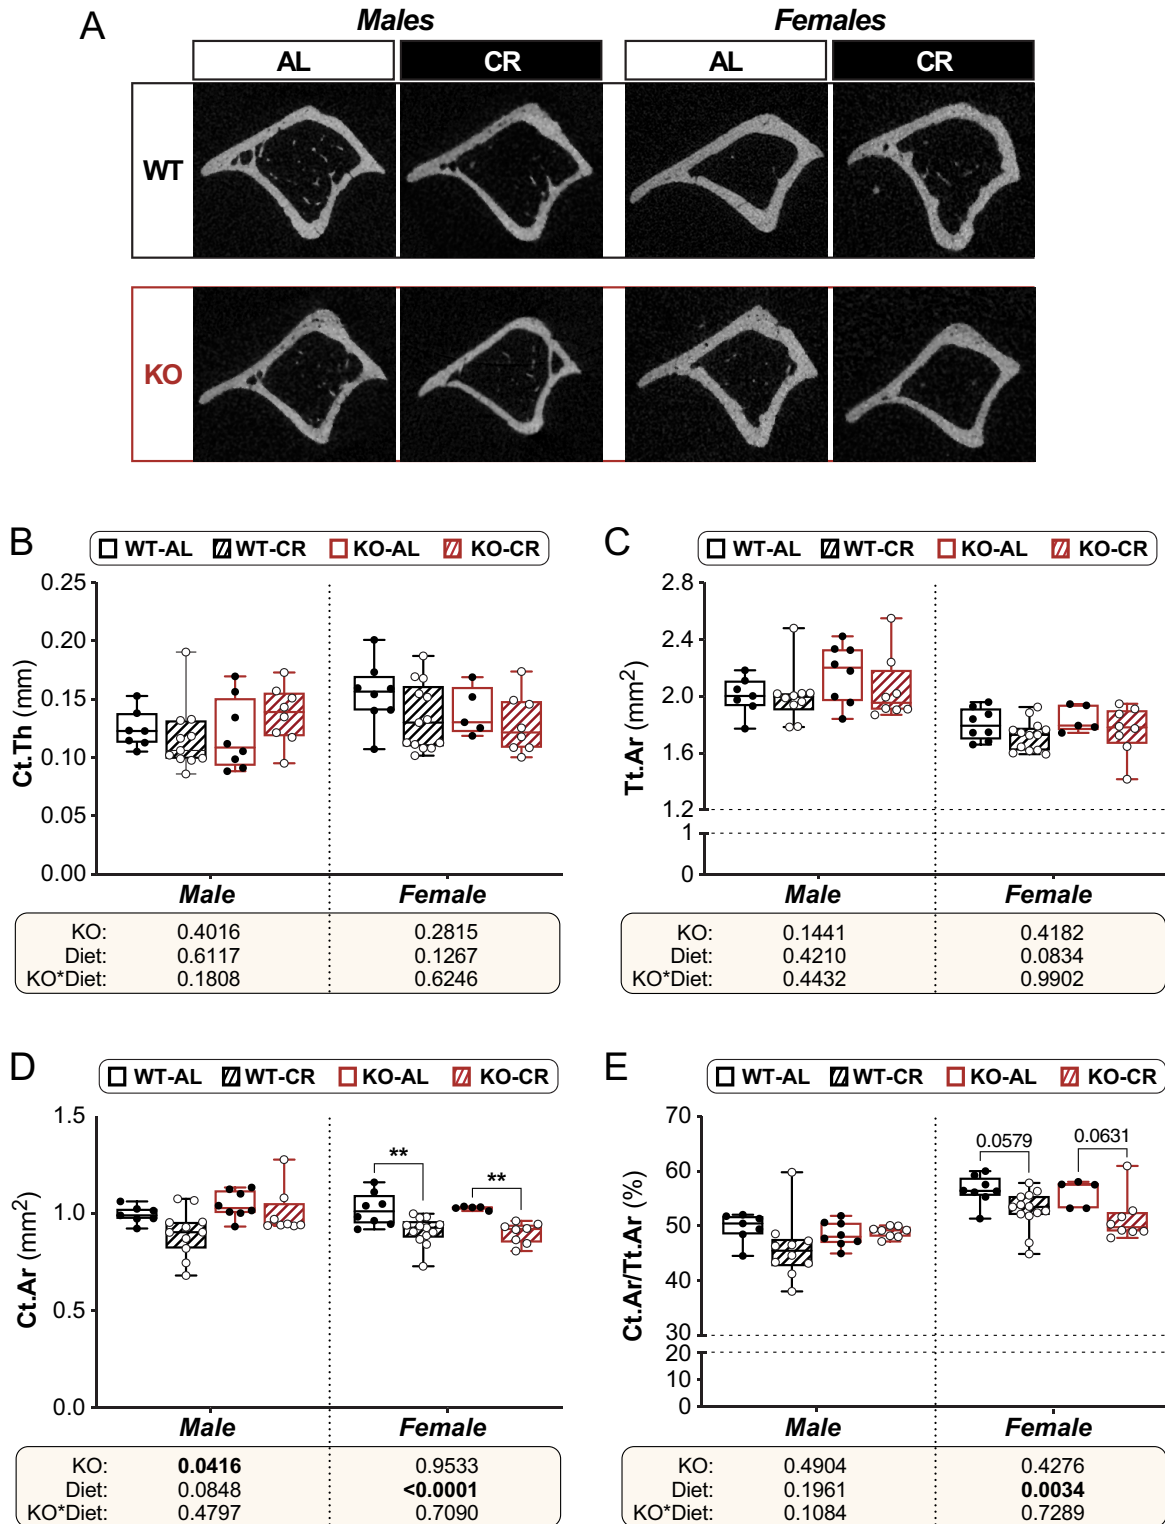 A
Males Females
AL CR AL CR
WT
KO
B
WT-AL WT-CR KO-AL KO-CR
Ct.Th (mm)
0.25
0.20
0.15
0.10
0.05
0.00
Male Female
KO: 0.4016 0.2815
Diet: 0.6117 0.1267
KO*Diet: 0.1808 0.6246
C
WT-AL WT-CR KO-AL KO-CR
Tt.Ar (mm²)
2.8
2.4
2.0
1.6
1.2
1
0
Male Female
KO: 0.1441 0.4182
Diet: 0.4210 0.0834
KO*Diet: 0.4432 0.9902
D
WT-AL WT-CR KO-AL KO-CR
Ct.Ar (mm²)
1.5
1.0
0.5
0.0
** **
Male Female
KO: 0.0416 0.9533
Diet: 0.0848 <0.0001
KO*Diet: 0.4797 0.7090
E
WT-AL WT-CR KO-AL KO-CR
Ct.Ar/Tt.Ar (%)
70
60
50
40
30
20
10
0
0.0579 0.0631
Male Female
KO: 0.4904 0.4276
Diet: 0.1961 0.0034
KO*Diet: 0.1084 0.7289